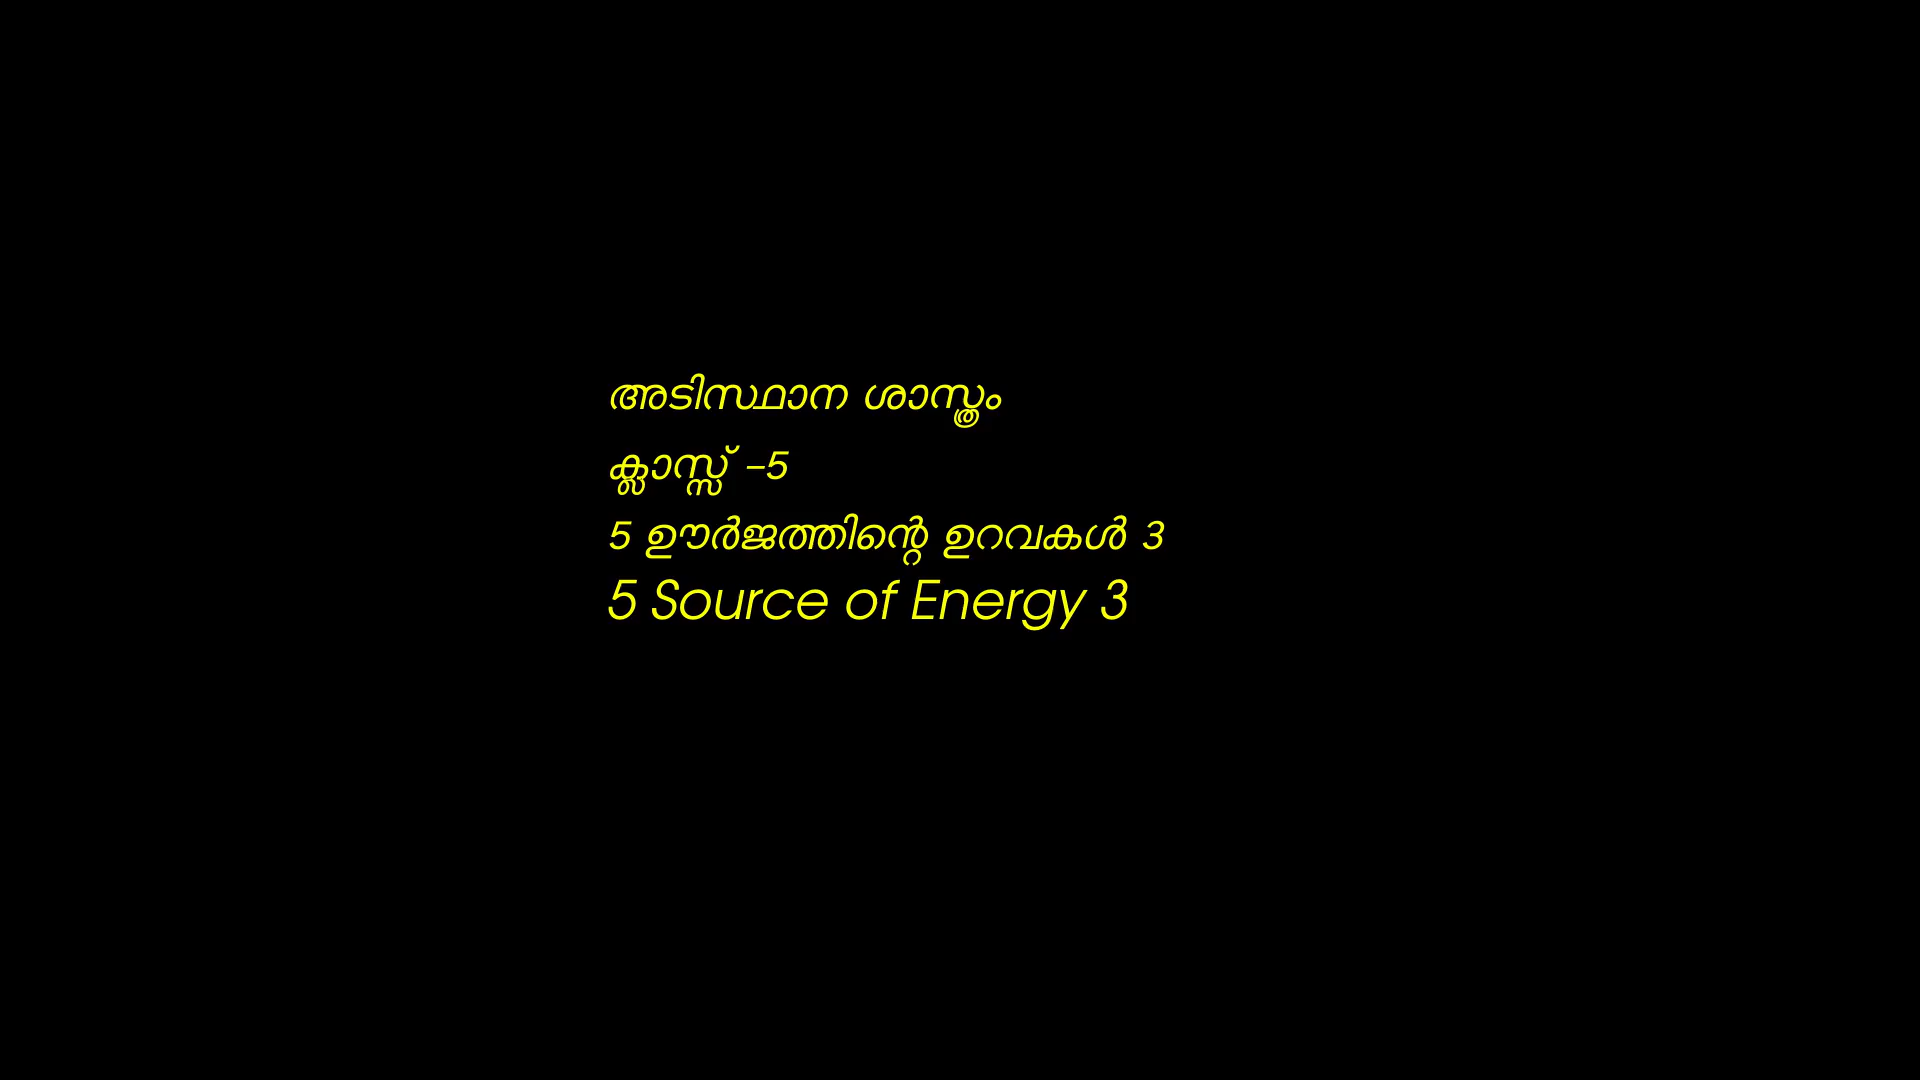 അടിസ്ഥാന ശാസ്ത്രം
ക്ലാസ്സ് -5
5 ഊർജത്തിന്റെ ഉറവകൾ 3
5 Source of Energy 3